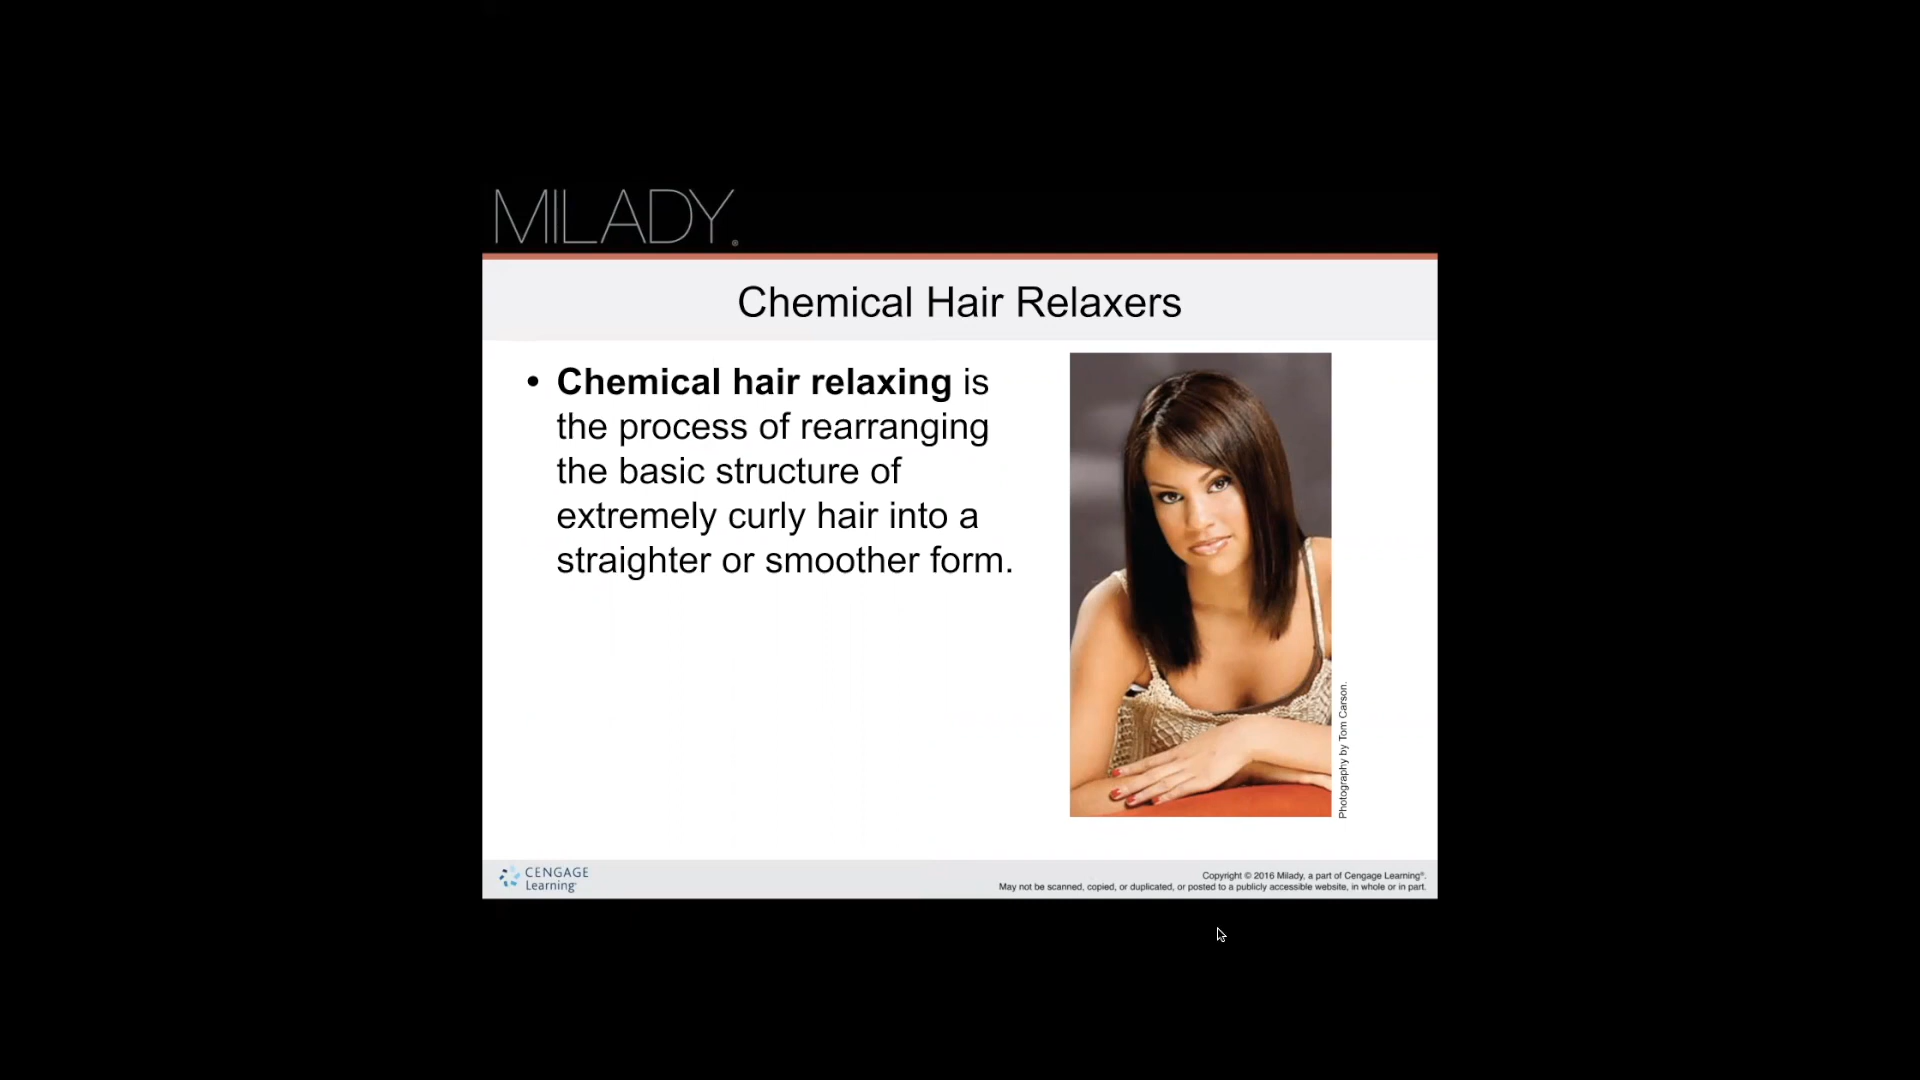 MILADY®
Chemical Hair Relaxers
• Chemical hair relaxing is
the process of rearranging
the basic structure of
extremely curly hair into a
straighter or smoother form.
Photography by Tom Carson.
CENGAGE
Learning®
Copyright © 2016 Milady, a part of Cengage Learning®.
May not be scanned, copied, or duplicated, or posted to a publicly accessible website, in whole or in part.